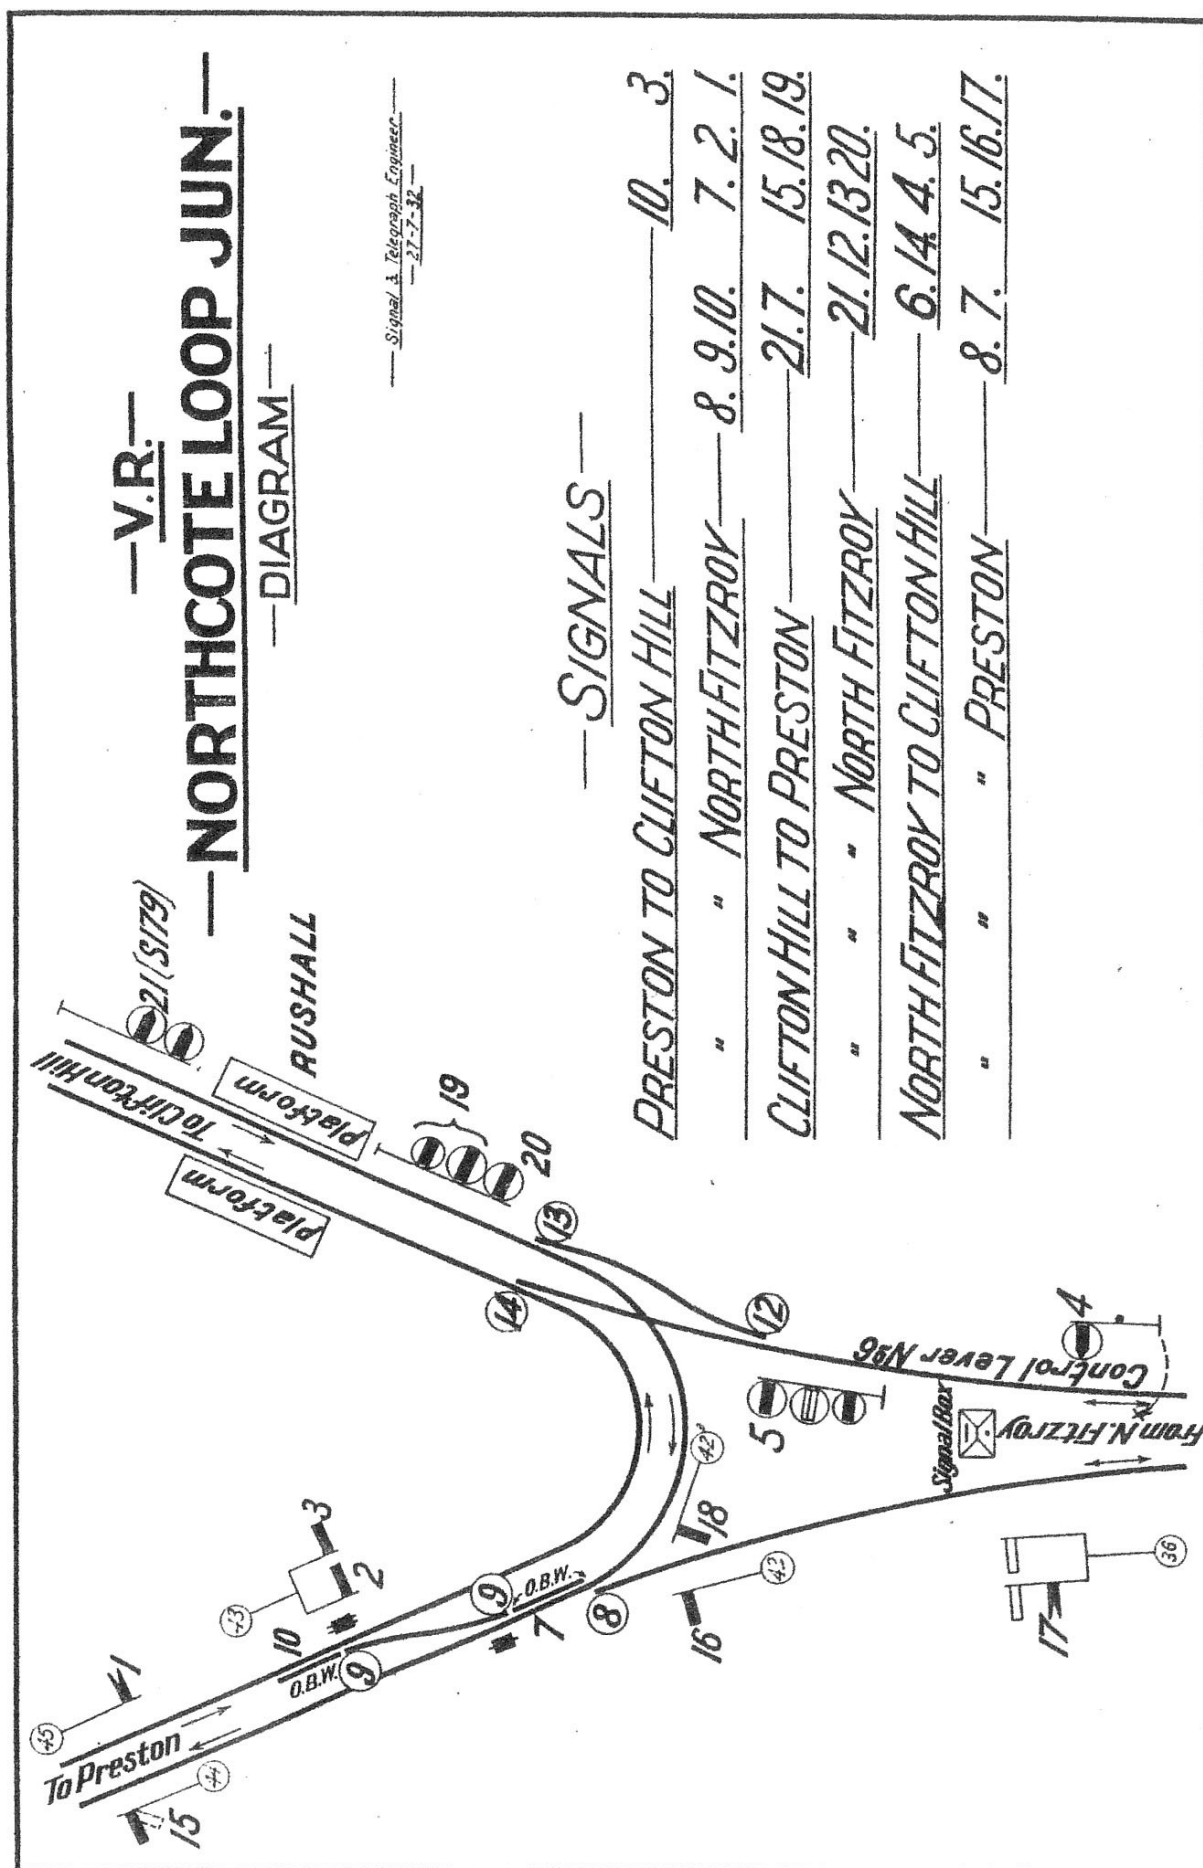 — V.R. —
— NORTHCOTE LOOP JUN. —
— DIAGRAM —
— Signal & Telegraph Engineer —
— 27-7-32 —
— SIGNALS —
PRESTON TO CLIFTON HILL — 10. 3.
" " NORTH FITZROY — 8. 9. 10. 7. 2. 1.
CLIFTON HILL TO PRESTON — 21. 7. 15. 18. 19.
" " NORTH FITZROY — 21. 12. 13 20.
NORTH FITZROY TO CLIFTON HILL — 6. 14. 4. 5.
" " " PRESTON — 8. 7. 15. 16. 17.
21 (S179)
RUSHALL
To Clifton Hill
Platform
Platform
19
20
13
14
12
Control Lever No6
4
5
Signal Box
From N. Fitzroy
42
18
3
2
43
10
O.B.W.
9
9
O.B.W.
7
8
16
43
17
36
1
45
To Preston
44
15